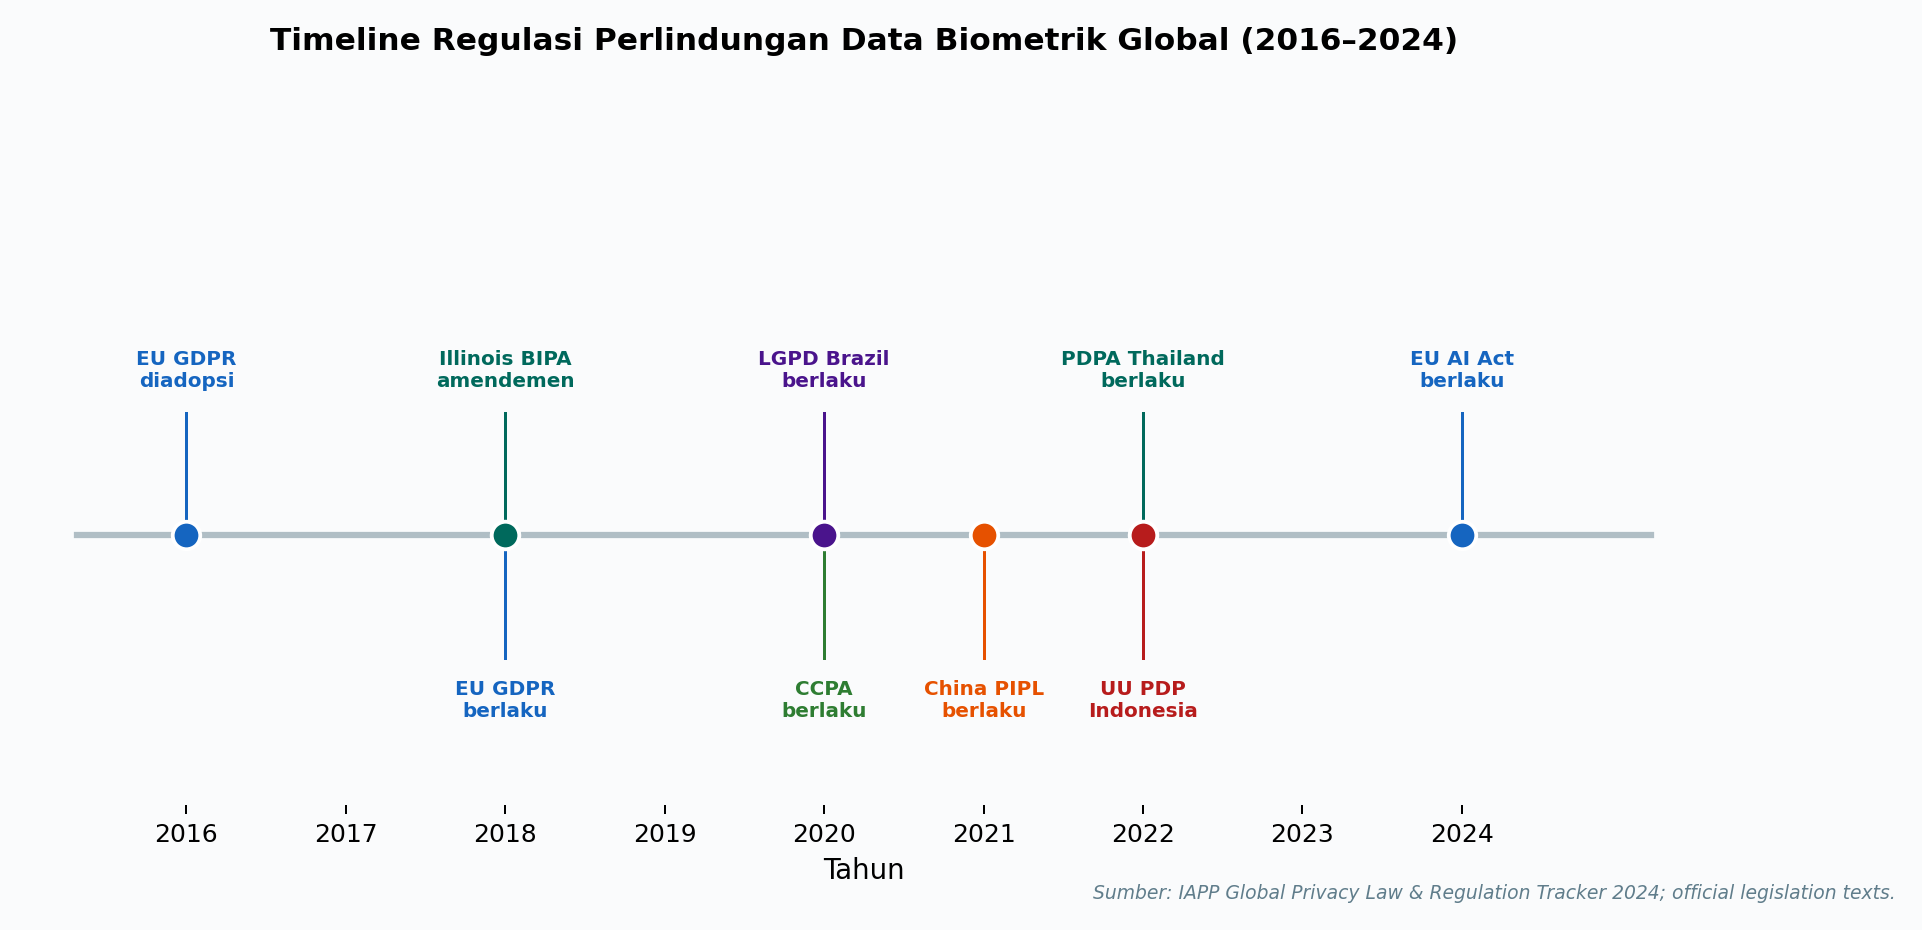 Timeline Regulasi Perlindungan Data Biometrik Global (2016–2024)
EU GDPR
diadopsi
Illinois BIPA
amendemen
LGPD Brazil
berlaku
PDPA Thailand
berlaku
EU AI Act
berlaku
EU GDPR
berlaku
CCPA
berlaku
China PIPL
berlaku
UU PDP
Indonesia
2016 2017 2018 2019 2020 2021 2022 2023 2024
Tahun
Sumber: IAPP Global Privacy Law & Regulation Tracker 2024; official legislation texts.